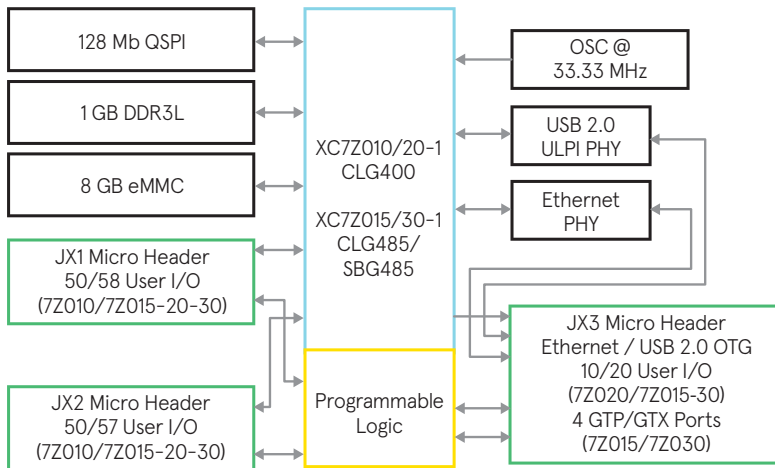 128 Mb QSPI
1 GB DDR3L
8 GB eMMC
JX1 Micro Header
50/58 User I/O
(7Z010/7Z015-20-30)
JX2 Micro Header
50/57 User I/O
(7Z010/7Z015-20-30)
XC7Z010/20-1
CLG400
XC7Z015/30-1
CLG485/
SBG485
Programmable
Logic
OSC @
33.33 MHz
USB 2.0
ULPI PHY
Ethernet
PHY
JX3 Micro Header
Ethernet / USB 2.0 OTG
10/20 User I/O
(7Z020/7Z015-30)
4 GTP/GTX Ports
(7Z015/7Z030)